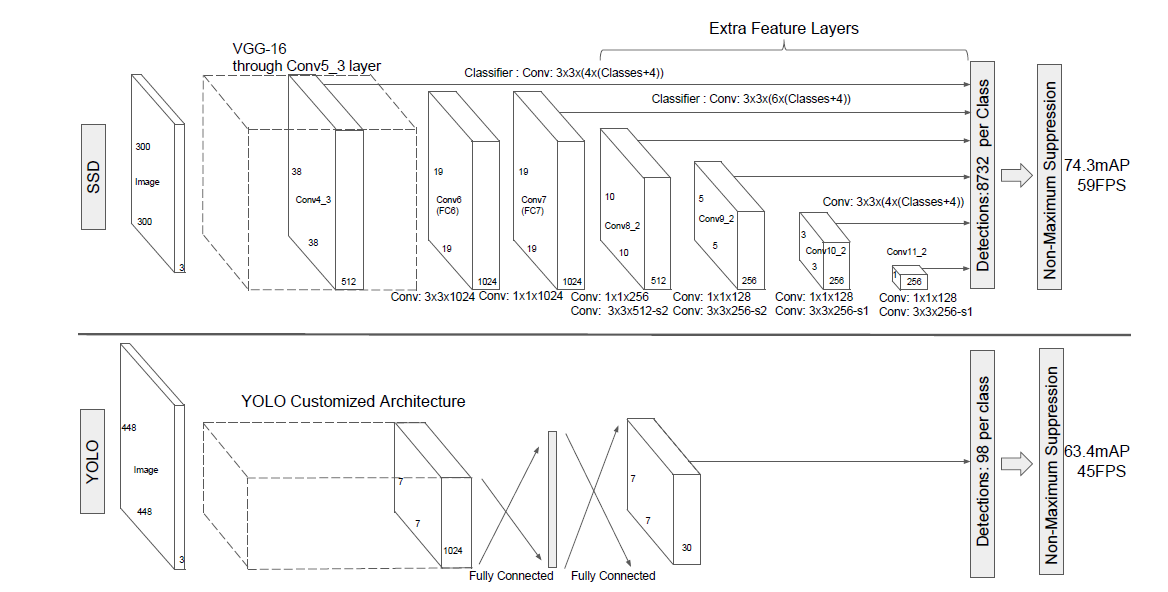 Extra Feature Layers
VGG-16
through Conv5_3 layer
Classifier : Conv: 3x3x(4x(Classes+4))
Classifier : Conv: 3x3x(6x(Classes+4))
SSD
300
Image
300
3
38
Conv4_3
38
512
19
Conv6
(FC6)
19
1024
19
Conv7
(FC7)
19
1024
10
Conv8_2
10
512
5
Conv9_2
5
256
Conv: 3x3x(4x(Classes+4))
3
Conv10_2
3
256
Conv11_2
1
256
Detections:8732 per Class
Non-Maximum Suppression
74.3mAP
59FPS
Conv: 3x3x1024
Conv: 1x1x1024
Conv: 1x1x256
Conv: 3x3x512-s2
Conv: 1x1x128
Conv: 3x3x256-s2
Conv: 1x1x128
Conv: 3x3x256-s1
Conv: 1x1x128
Conv: 3x3x256-s1
YOLO Customized Architecture
YOLO
448
Image
448
3
7
7
1024
Fully Connected
Fully Connected
7
7
30
Detections: 98 per class
Non-Maximum Suppression
63.4mAP
45FPS